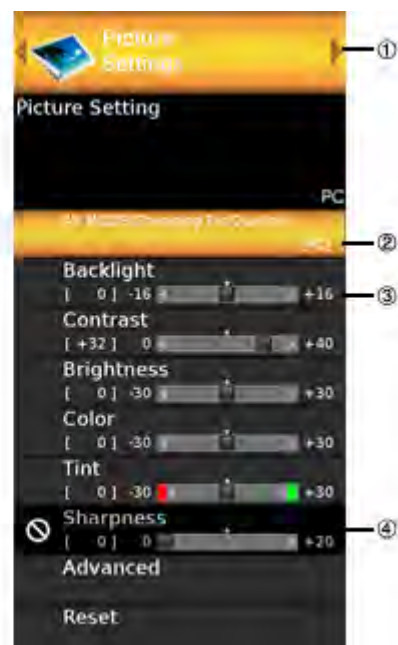 Picture
Settings
①
Picture Setting
PC
②
Backlight
[ 0] -16 +16
③
Contrast
[ +32 ] 0 +40
Brightness
[ 0] -30 +30
Color
[ 0] -30 +30
Tint
[ 0] -30 +30
Sharpness
[ 0] 0 +20
④
Advanced
Reset